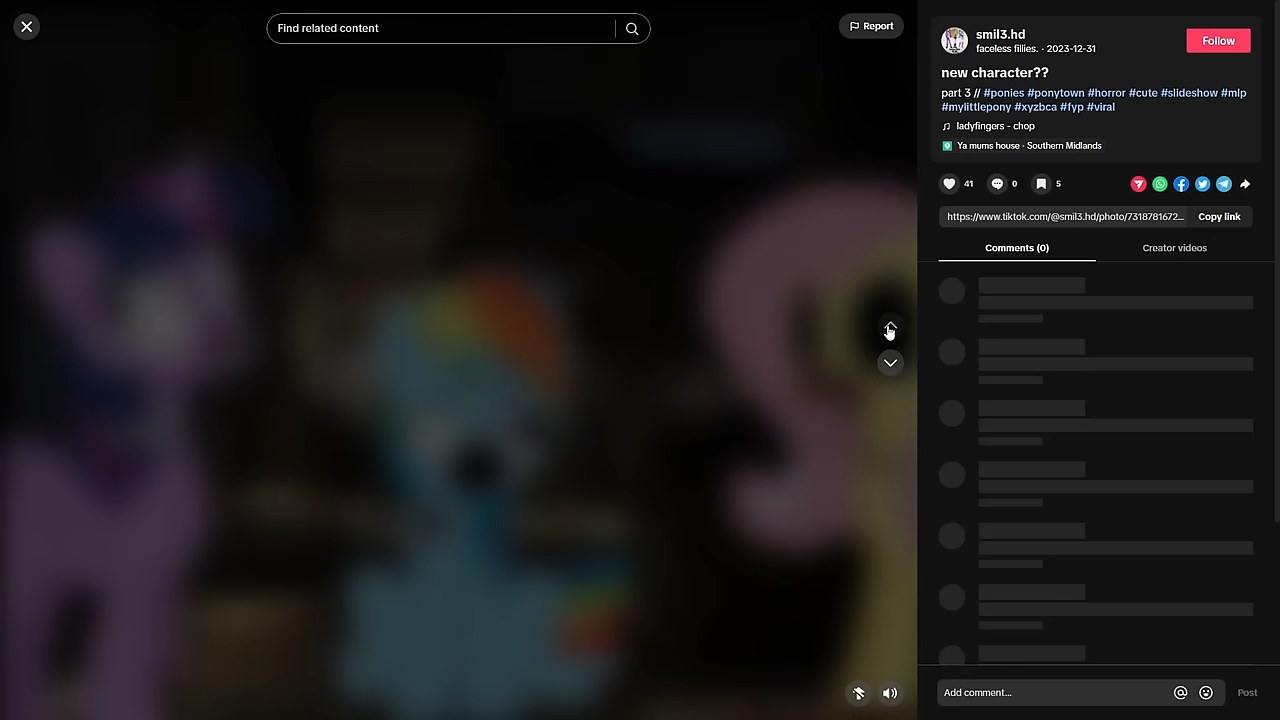 Find related content
Report
smil3.hd
faceless fillies. · 2023-12-31
Follow
new character??
part 3 // #ponies #ponytown #horror #cute #slideshow #mlp
#mylittlepony #xyzbca #fyp #viral
ladyfingers - chop
Ya mums house · Southern Midlands
41
0
5
https://www.tiktok.com/@smil3.hd/photo/7318781672...
Copy link
Comments (0)
Creator videos
Add comment...
Post